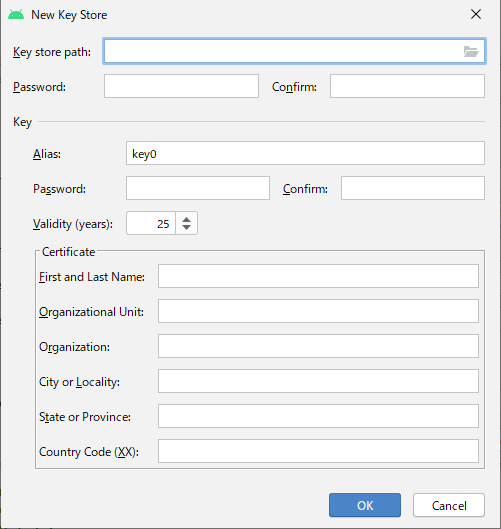 New Key Store
Key store path:
Password: Confirm:
Key
Alias: key0
Password: Confirm:
Validity (years): 25
Certificate
First and Last Name:
Organizational Unit:
Organization:
City or Locality:
State or Province:
Country Code (XX):
OK Cancel